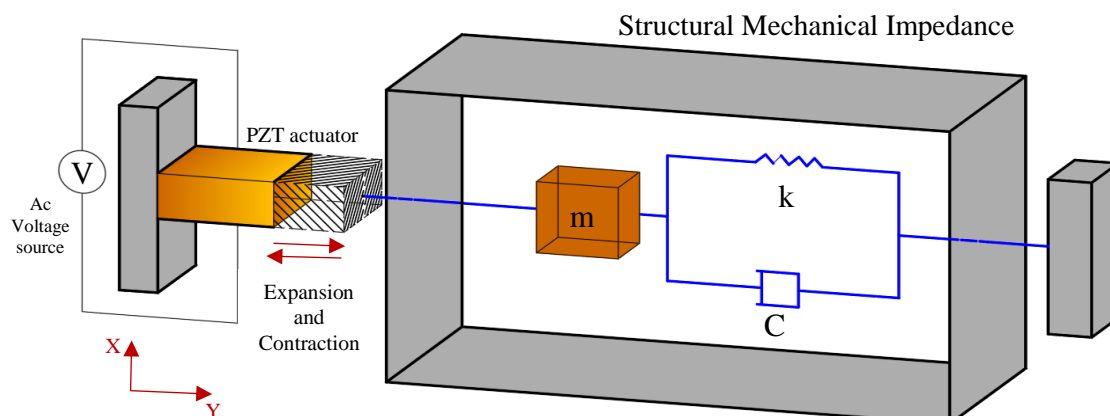 Structural Mechanical Impedance
PZT actuator
V
Ac
Voltage
source
m
k
C
Expansion
and
Contraction
X
Y